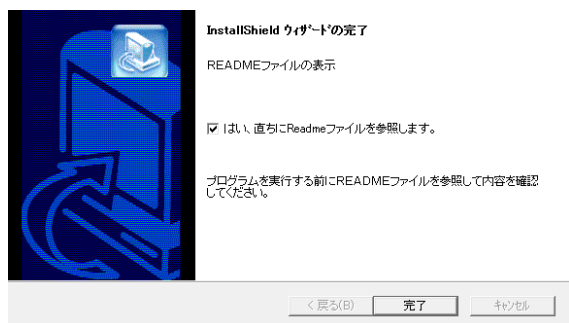 InstallShield ウィザードの完了
READMEファイルの表示
はい、直ちにReadmeファイルを参照します。
プログラムを実行する前にREADMEファイルを参照して内容を確認
してください。
< 戻る(B)
完了
キャンセル